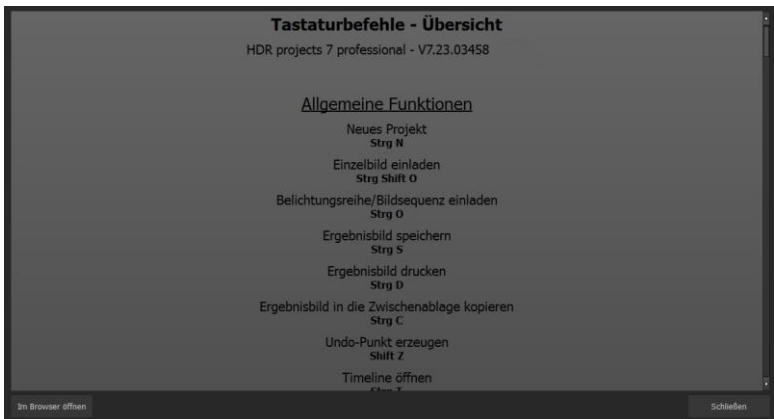 Tastaturbefehle - Übersicht
HDR projects 7 professional - V7.23.03458
Allgemeine Funktionen
Neues Projekt
Strg N
Einzelbild einladen
Strg Shift O
Belichtungsreihe/Bildsequenz einladen
Strg O
Ergebnisbild speichern
Strg S
Ergebnisbild drucken
Strg D
Ergebnisbild in die Zwischenablage kopieren
Strg C
Undo-Punkt erzeugen
Shift Z
Timeline öffnen
Im Browser öffnen
Schließen